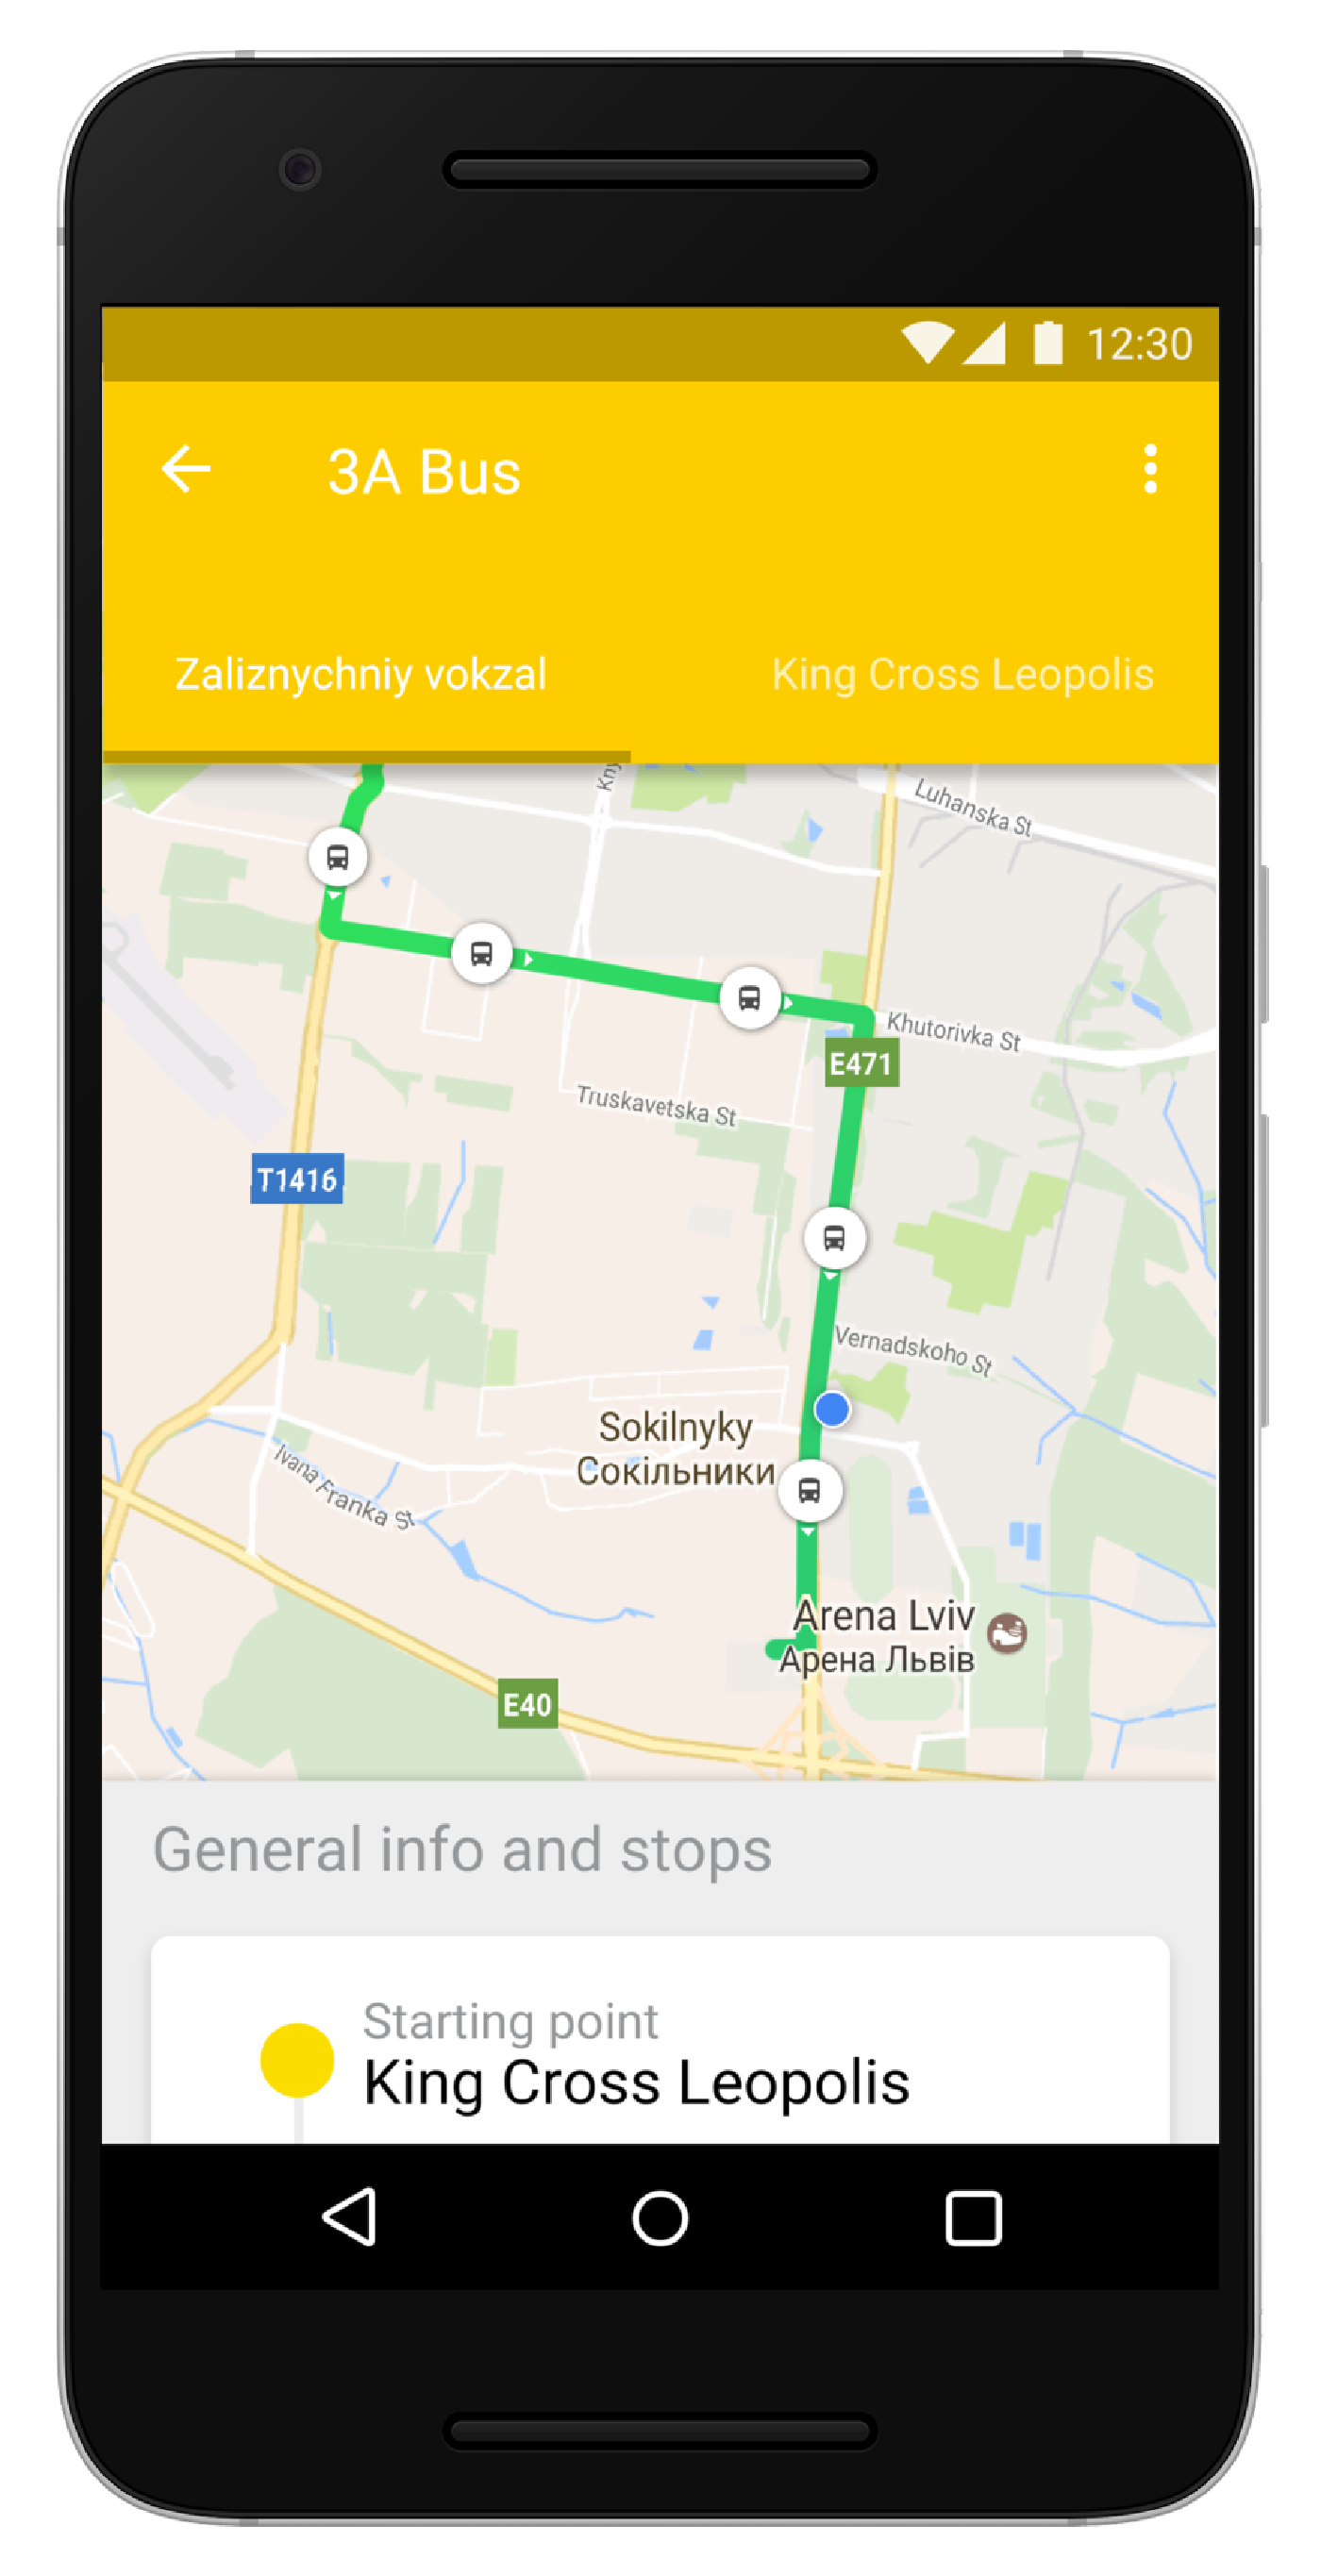 12:30
3A Bus
Zaliznychniy vokzal
King Cross Leopolis
Kny
Luhanska St
Khutorivka St
E471
Truskavetska St
T1416
Vernadskoho St
Sokilnyky
Сокільники
Ivana Franka St
Arena Lviv
Арена Львів
E40
General info and stops
Starting point
King Cross Leopolis